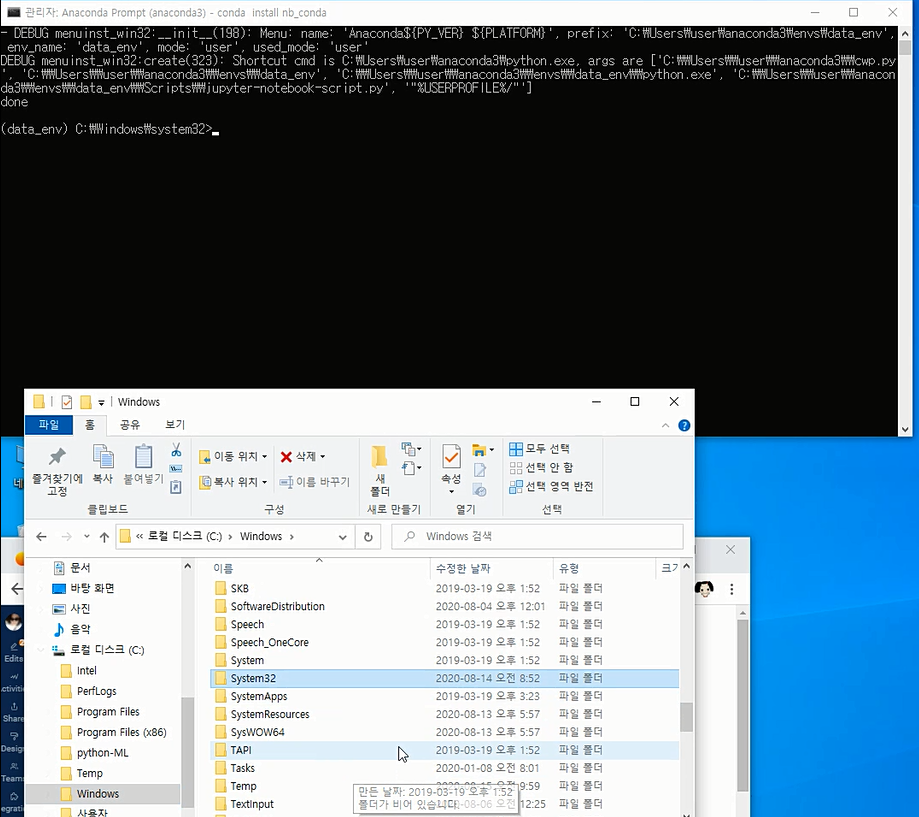 관리자: Anaconda Prompt (anaconda3) - conda install nb_conda
- DEBUG menuinst_win32:__init__(198): Menu: name: 'Anaconda${PY_VER} ${PLATFORM}', prefix: 'C:₩Users₩user₩anaconda3₩envs₩data_env',
env_name: 'data_env', mode: 'user', used_mode: 'user'
DEBUG menuinst_win32:create(323): Shortcut cmd is C:₩Users₩user₩anaconda3₩python.exe, args are ['C:₩₩Users₩₩user₩₩anaconda3₩₩cwp.py
', 'C:₩₩Users₩₩user₩₩anaconda3₩₩envs₩₩data_env', 'C:₩₩Users₩₩user₩₩anaconda3₩₩envs₩₩data_env₩₩python.exe', 'C:₩₩Users₩₩user₩₩anacon
da3₩₩envs₩₩data_env₩₩Scripts₩₩jupyter-notebook-script.py', '"%USERPROFILE%/"']
done
(data_env) C:₩Windows₩system32>
Windows
파일 홈 공유 보기
즐겨찾기에 고정
복사
붙여넣기
클립보드
이동 위치
복사 위치
삭제
이름 바꾸기
구성
새 폴더
새로 만들기
속성
열기
모두 선택
선택 안 함
선택 영역 반전
선택
« 로컬 디스크 (C:) › Windows ›
Windows 검색
문서
바탕 화면
사진
음악
로컬 디스크 (C:)
Intel
PerfLogs
Program Files
Program Files (x86)
python-ML
Temp
Windows
사용자
이름 수정한 날짜 유형 크기
SKB 2019-03-19 오후 1:52 파일 폴더
SoftwareDistribution 2020-08-04 오후 12:01 파일 폴더
Speech 2019-03-19 오후 1:52 파일 폴더
Speech_OneCore 2019-03-19 오후 1:52 파일 폴더
System 2019-03-19 오후 1:52 파일 폴더
System32 2020-08-14 오전 8:52 파일 폴더
SystemApps 2019-03-19 오후 3:23 파일 폴더
SystemResources 2020-08-13 오후 5:57 파일 폴더
SysWOW64 2020-08-13 오후 5:57 파일 폴더
TAPI 2019-03-19 오후 1:52 파일 폴더
Tasks 2020-01-08 오전 8:01 파일 폴더
Temp 9:59 파일 폴더
TextInput 12:25 파일 폴더
만든 날짜: 2019-03-19 오후 1:52
폴더가 비어 있습니다.
Edits
Share
Design
Teams